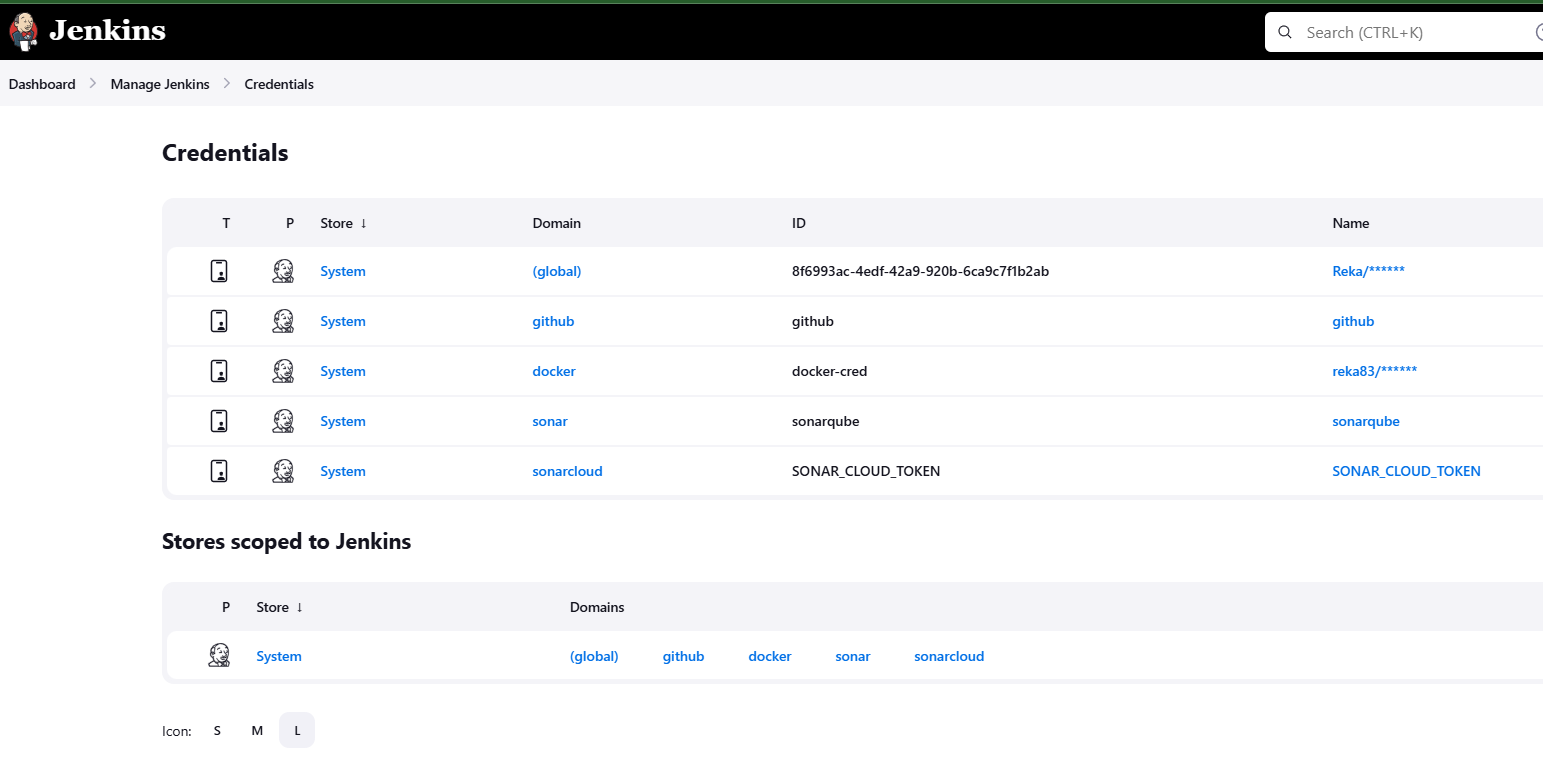 Jenkins
Search (CTRL+K)
Dashboard > Manage Jenkins > Credentials
Credentials
T P Store ↓ Domain ID Name
System (global) 8f6993ac-4edf-42a9-920b-6ca9c7f1b2ab Reka/******
System github github github
System docker docker-cred reka83/******
System sonar sonarqube sonarqube
System sonarcloud SONAR_CLOUD_TOKEN SONAR_CLOUD_TOKEN
Stores scoped to Jenkins
P Store ↓ Domains
System (global) github docker sonar sonarcloud
Icon: S M L